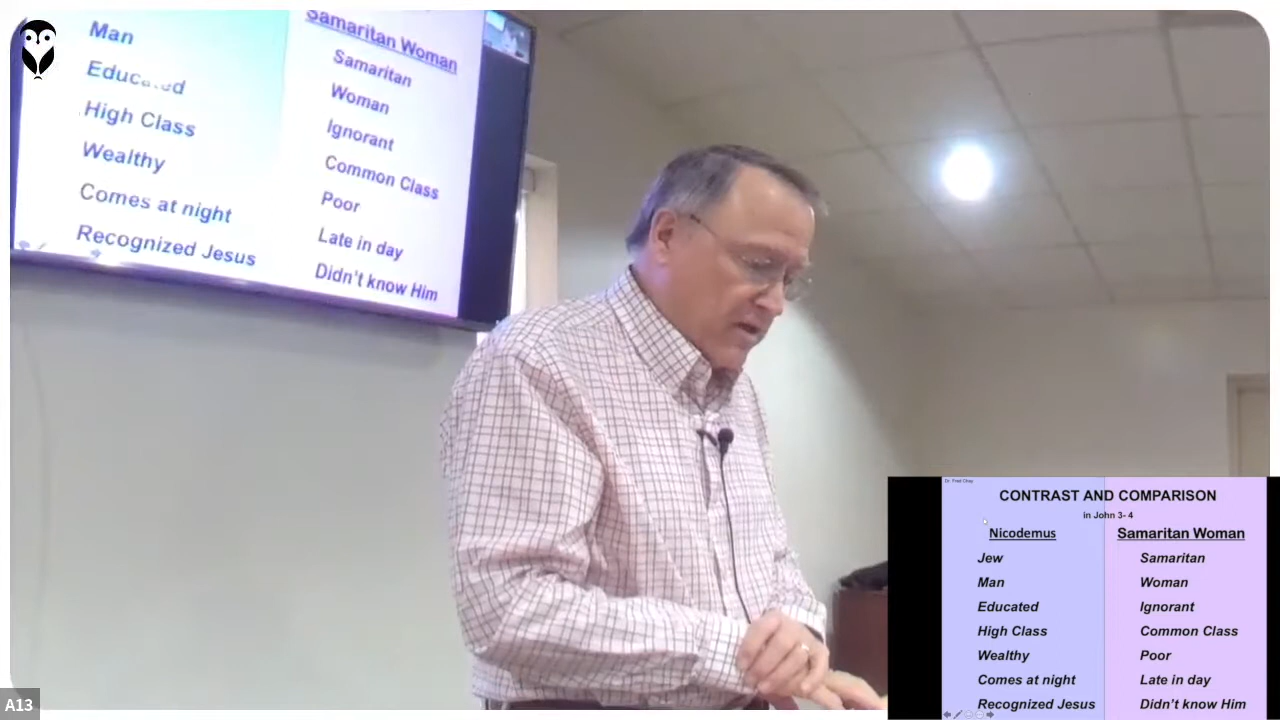 Man
Educated
High Class
Wealthy
Comes at night
Recognized Jesus
Samaritan Woman
Samaritan
Woman
Ignorant
Common Class
Poor
Late in day
Didn't know Him
A13
Dr. Fred Chay
CONTRAST AND COMPARISON
in John 3- 4
Nicodemus
Jew
Man
Educated
High Class
Wealthy
Comes at night
Recognized Jesus
Samaritan Woman
Samaritan
Woman
Ignorant
Common Class
Poor
Late in day
Didn't know Him